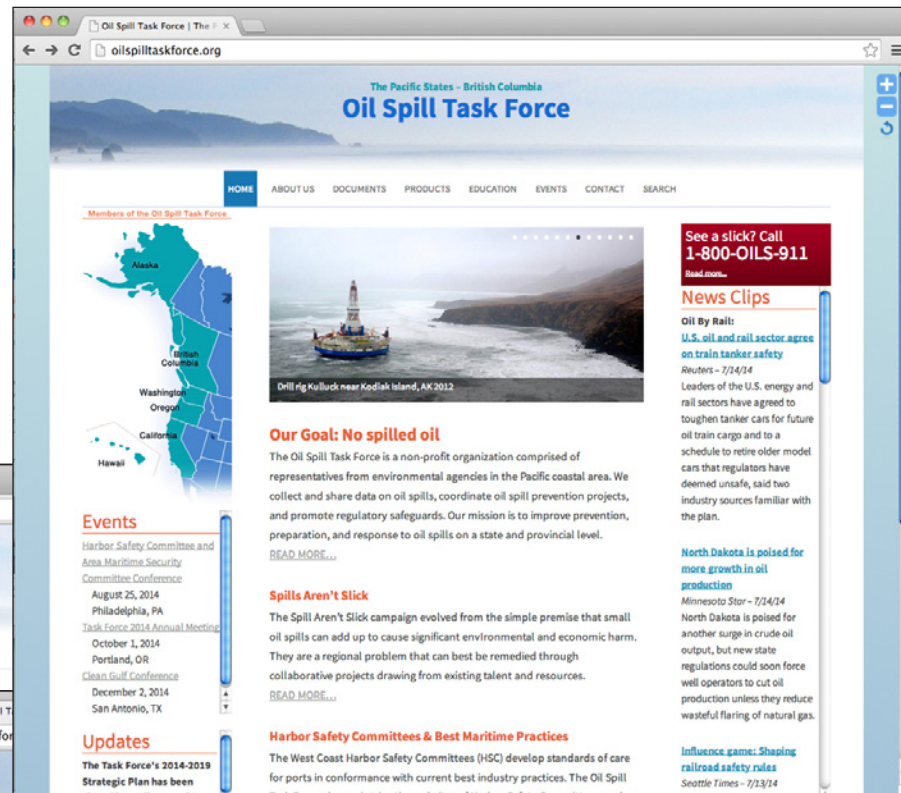 Oil Spill Task Force | The P
oilspilltaskforce.org
The Pacific States – British Columbia
Oil Spill Task Force
HOME ABOUT US DOCUMENTS PRODUCTS EDUCATION EVENTS CONTACT SEARCH
Members of the Oil Spill Task Force
Alaska
British
Columbia
Washington
Oregon
California
Hawaii
Events
Harbor Safety Committee and
Area Maritime Security
Committee Conference
August 25, 2014
Philadelphia, PA
Task Force 2014 Annual Meeting
October 1, 2014
Portland, OR
Clean Gulf Conference
December 2, 2014
San Antonio, TX
Updates
The Task Force's 2014-2019
Strategic Plan has been
Drill rig Kulluck near Kodiak Island, AK 2012
Our Goal: No spilled oil
The Oil Spill Task Force is a non-profit organization comprised of
representatives from environmental agencies in the Pacific coastal area. We
collect and share data on oil spills, coordinate oil spill prevention projects,
and promote regulatory safeguards. Our mission is to improve prevention,
preparation, and response to oil spills on a state and provincial level.
READ MORE...
Spills Aren't Slick
The Spill Aren't Slick campaign evolved from the simple premise that small
oil spills can add up to cause significant environmental and economic harm.
They are a regional problem that can best be remedied through
collaborative projects drawing from existing talent and resources.
READ MORE...
Harbor Safety Committees & Best Maritime Practices
The West Coast Harbor Safety Committees (HSC) develop standards of care
for ports in conformance with current best industry practices. The Oil Spill
See a slick? Call
1-800-OILS-911
Read more...
News Clips
Oil By Rail:
U.S. oil and rail sector agree
on train tanker safety
Reuters – 7/14/14
Leaders of the U.S. energy and
rail sectors have agreed to
toughen tanker cars for future
oil train cargo and to a
schedule to retire older model
cars that regulators have
deemed unsafe, said two
industry sources familiar with
the plan.
North Dakota is poised for
more growth in oil
production
Minnesota Star – 7/14/14
North Dakota is poised for
another surge in crude oil
output, but new state
regulations could soon force
well operators to cut oil
production unless they reduce
wasteful flaring of natural gas.
Influence game: Shaping
railroad safety rules
Seattle Times – 7/13/14